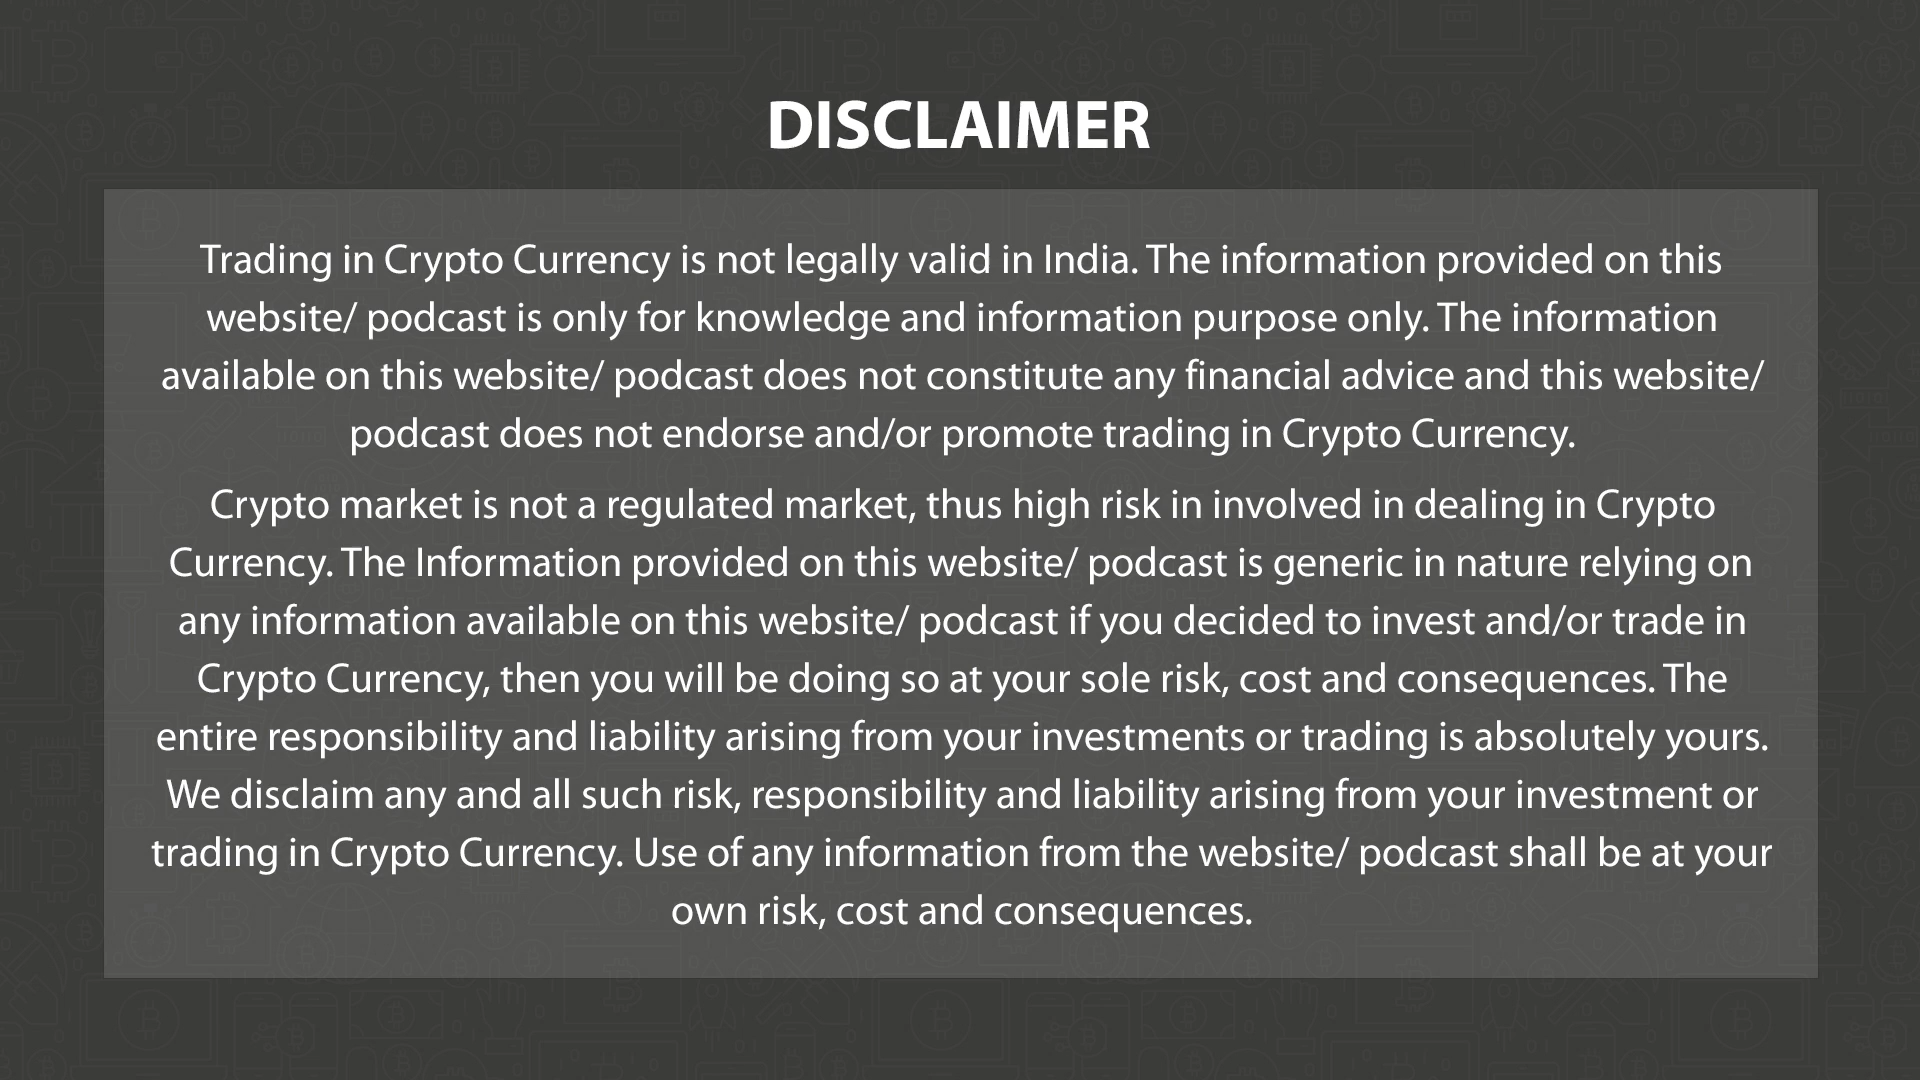 DISCLAIMER
Trading in Crypto Currency is not legally valid in India. The information provided on this
website/ podcast is only for knowledge and information purpose only. The information
available on this website/ podcast does not constitute any financial advice and this website/
podcast does not endorse and/or promote trading in Crypto Currency.
Crypto market is not a regulated market, thus high risk in involved in dealing in Crypto
Currency. The Information provided on this website/ podcast is generic in nature relying on
any information available on this website/ podcast if you decided to invest and/or trade in
Crypto Currency, then you will be doing so at your sole risk, cost and consequences. The
entire responsibility and liability arising from your investments or trading is absolutely yours.
We disclaim any and all such risk, responsibility and liability arising from your investment or
trading in Crypto Currency. Use of any information from the website/ podcast shall be at your
own risk, cost and consequences.